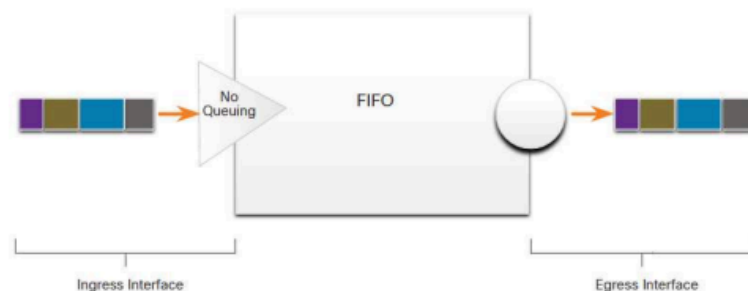 No
Queuing
FIFO
Ingress Interface
Egress Interface